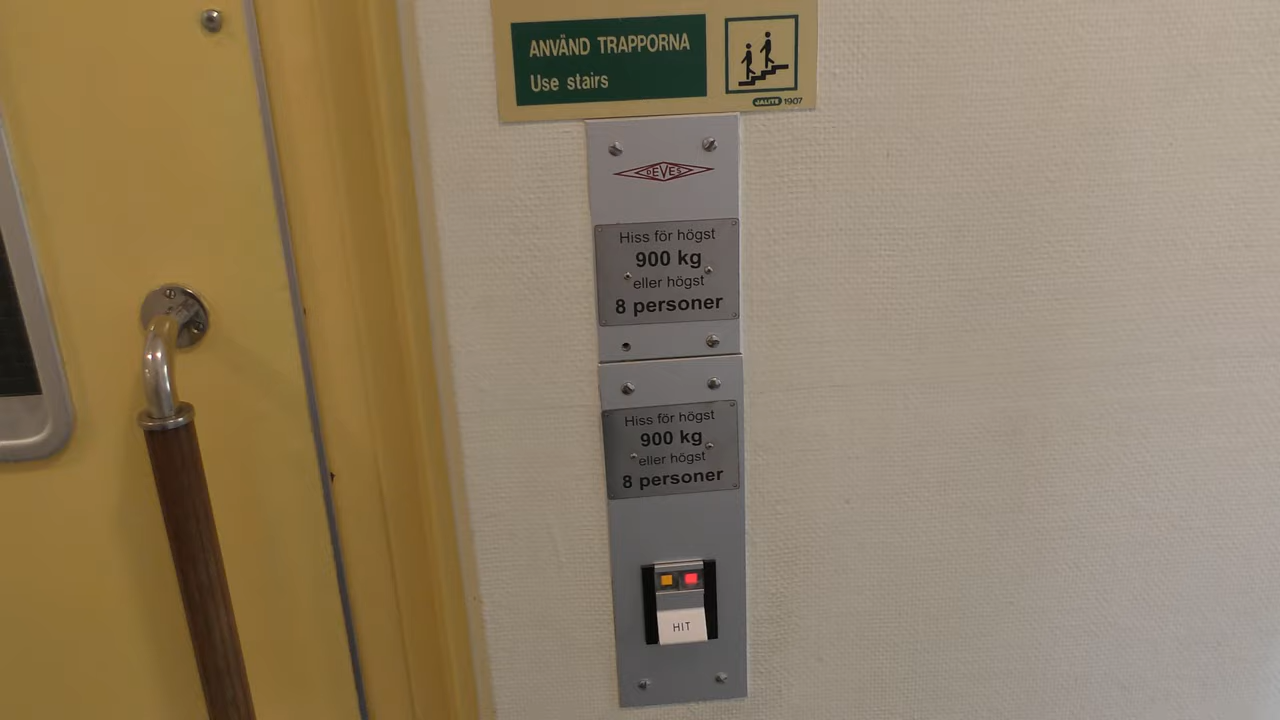 ANVÄND TRAPPORNA
Use stairs
JALITE 1907
DEVES
Hiss för högst
900 kg
eller högst
8 personer
Hiss för högst
900 kg
eller högst
8 personer
HIT